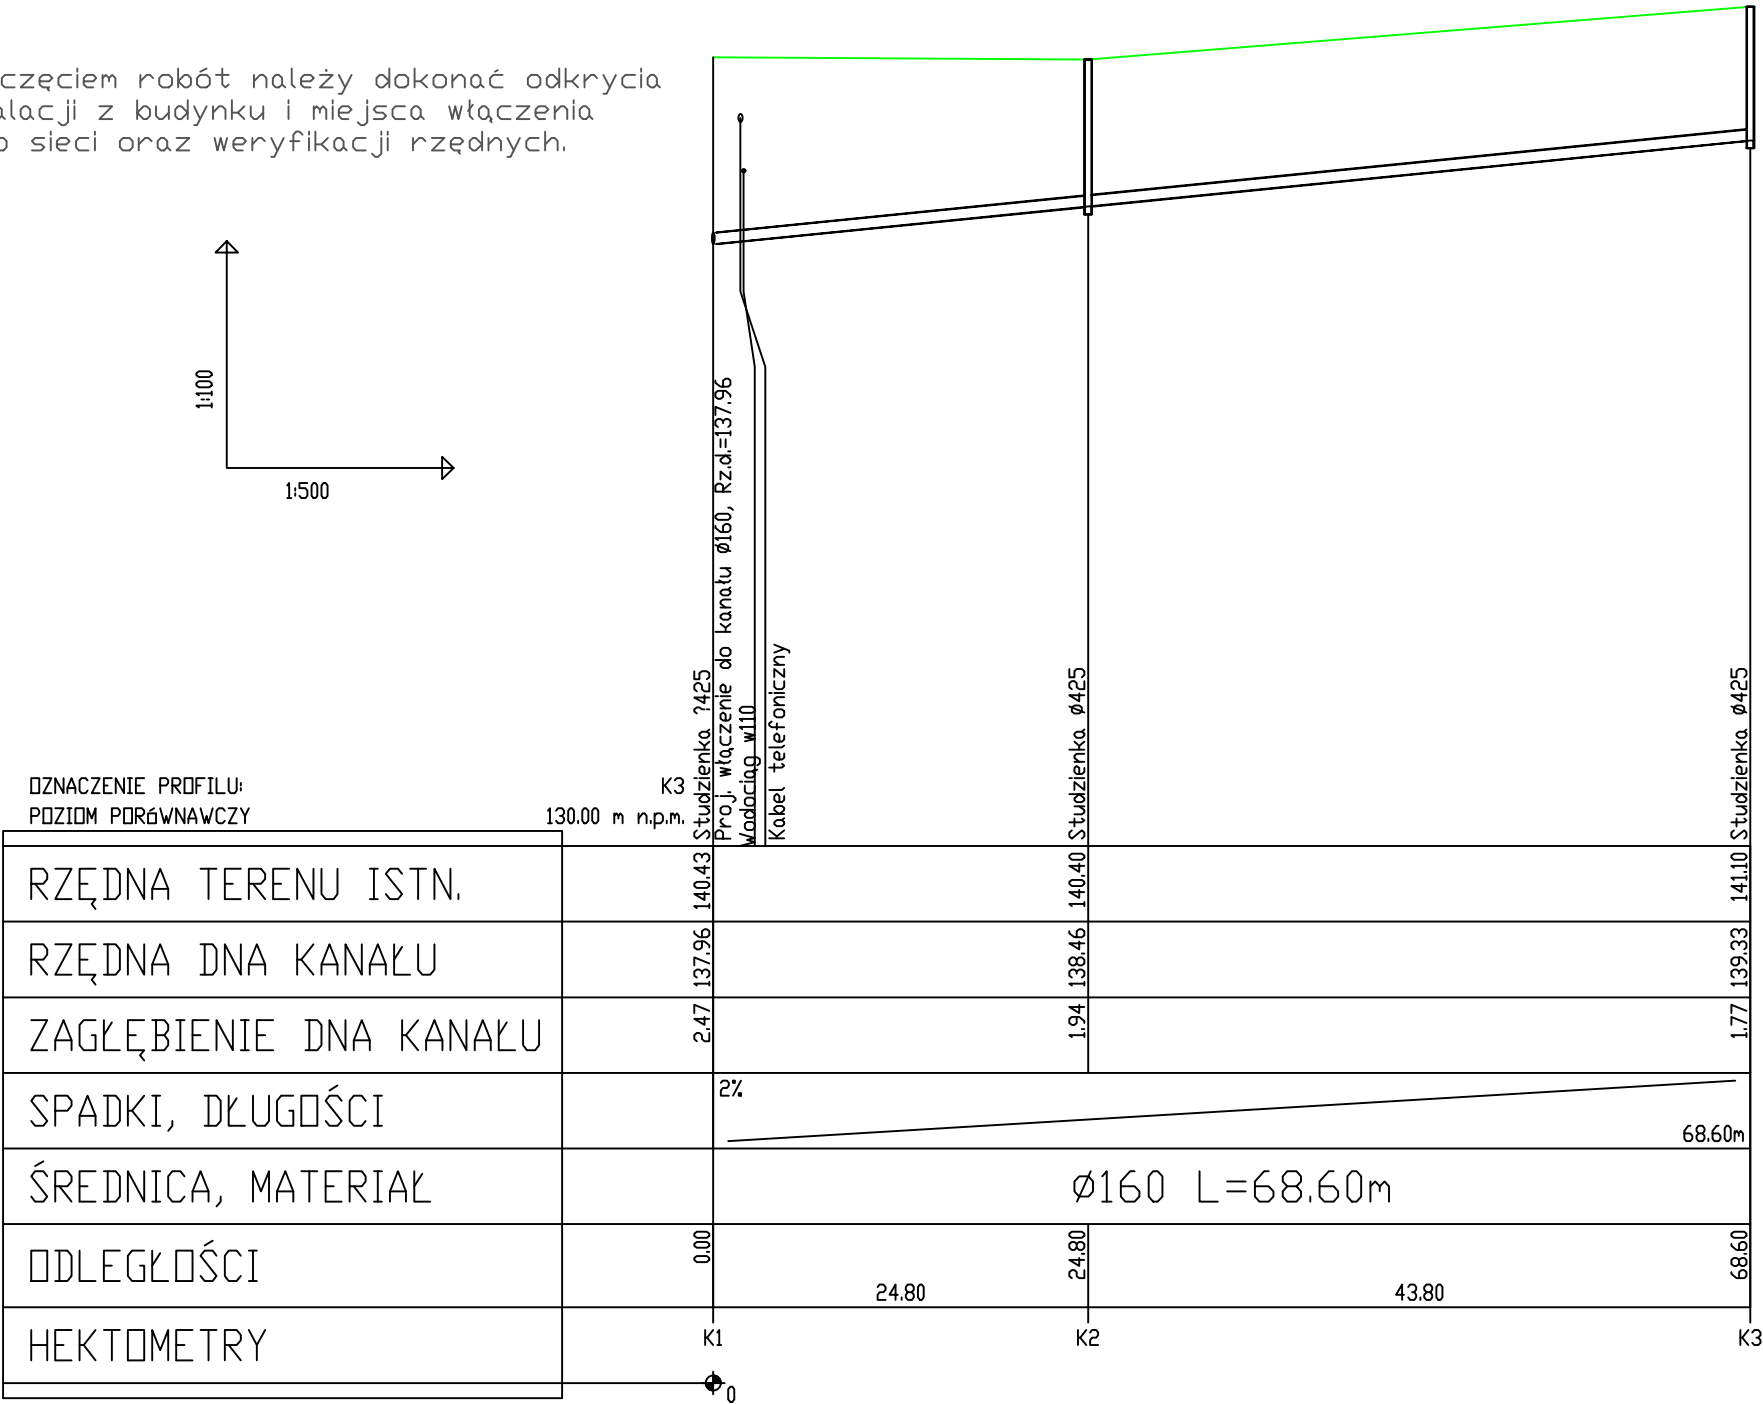 częciem robót należy dokonać odkrycia
alacji z budynku i miejsca włączenia
o sieci oraz weryfikacji rzędnych.
1:100
1:500
Studzienka ?425
Proj. włączenie do kanału ø160, Rz.d.=137.96
Wodociąg w110
Kabel telefoniczny
Studzienka ø425
Studzienka ø425
OZNACZENIE PROFILU: K3
POZIOM PORóWNAWCZY 130.00 m n.p.m.
RZĘDNA TERENU ISTN. 140.43 140.40 141.10
RZĘDNA DNA KANAŁU 137.96 138.46 139.33
ZAGŁĘBIENIE DNA KANAŁU 2.47 1.94 1.77
SPADKI, DŁUGOŚCI 2% 68.60m
ŚREDNICA, MATERIAŁ ø160 L=68.60m
ODLEGŁOŚCI 0.00 24.80 68.60
24.80 43.80
HEKTOMETRY K1 K2 K3
0